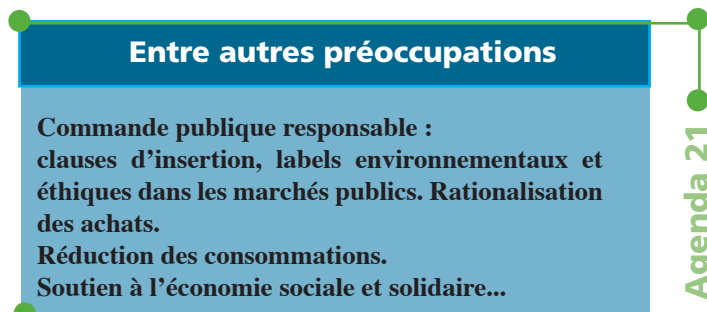 Entre autres préoccupations
Commande publique responsable :
clauses d’insertion, labels environnementaux et
éthiques dans les marchés publics. Rationalisation
des achats.
Réduction des consommations.
Soutien à l’économie sociale et solidaire...
Agenda 21